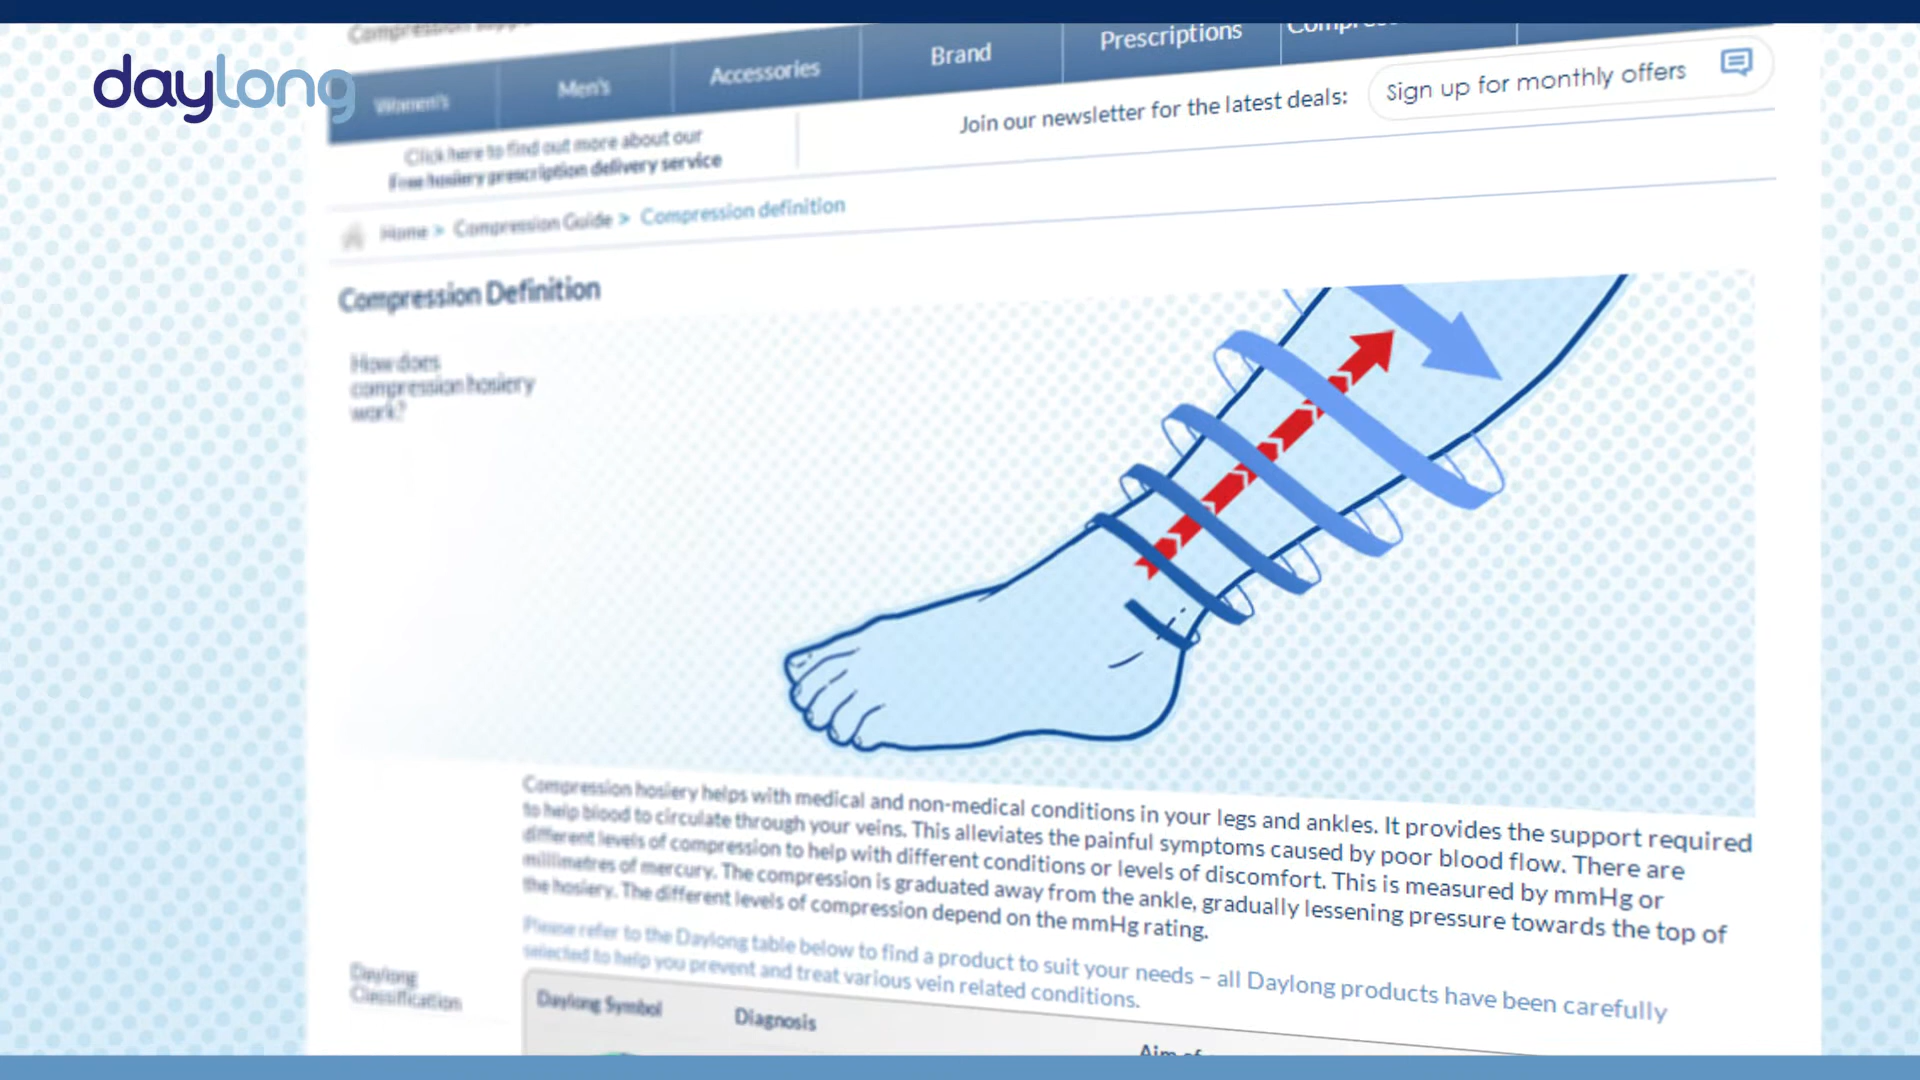 daylong
Women's
Men's
Accessories
Brand
Prescriptions
Click here to find out more about our
Free hosiery prescription delivery service
Join our newsletter for the latest deals:
Sign up for monthly offers
Home > Compression Guide > Compression definition
Compression Definition
How does
compression hosiery
work?
Compression hosiery helps with medical and non-medical conditions in your legs and ankles. It provides the support required
to help blood to circulate through your veins. This alleviates the painful symptoms caused by poor blood flow. There are
different levels of compression to help with different conditions or levels of discomfort. This is measured by mmHg or
millimetres of mercury. The compression is graduated away from the ankle, gradually lessening pressure towards the top of
the hosiery. The different levels of compression depend on the mmHg rating.
Please refer to the Daylong table below to find a product to suit your needs – all Daylong products have been carefully
selected to help you prevent and treat various vein related conditions.
Daylong
Classification
Daylong Symbol
Diagnosis
Aim of